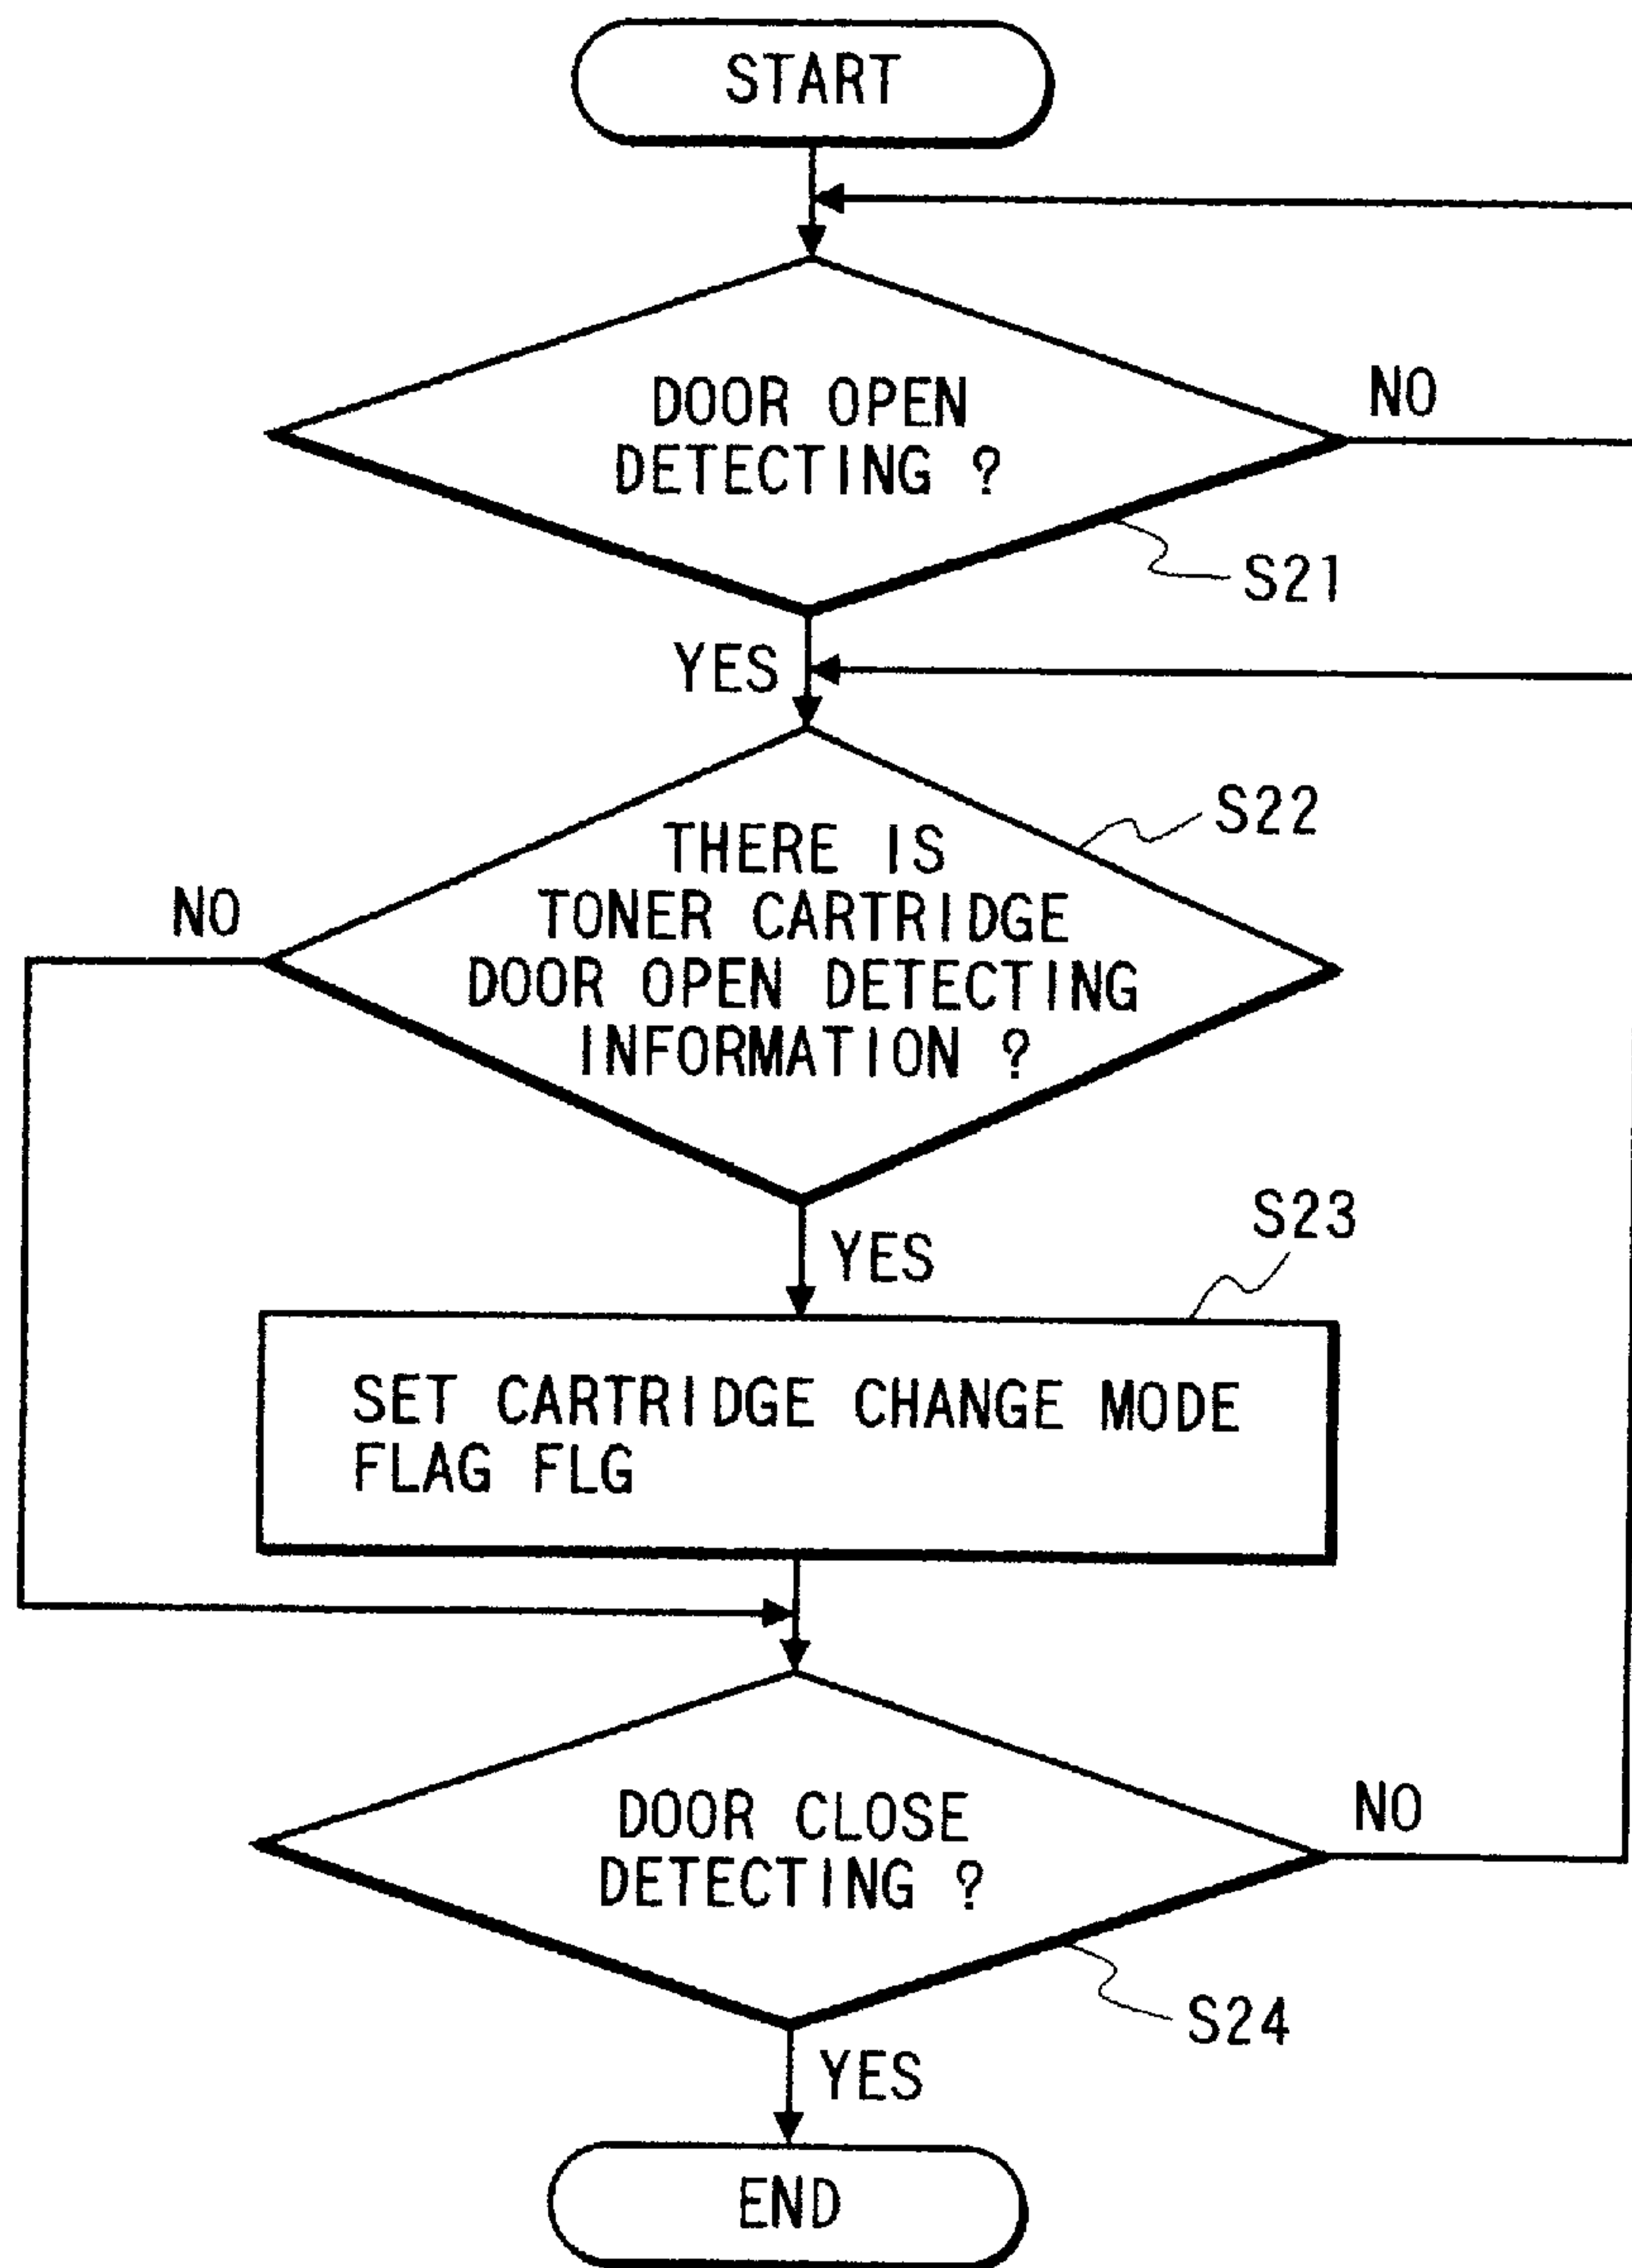 START
DOOR OPEN
DETECTING ?
NO
S21
YES
S22
THERE IS
TONER CARTRIDGE
DOOR OPEN DETECTING
INFORMATION ?
NO
YES
S23
SET CARTRIDGE CHANGE MODE
FLAG FLG
DOOR CLOSE
DETECTING ?
NO
S24
YES
END